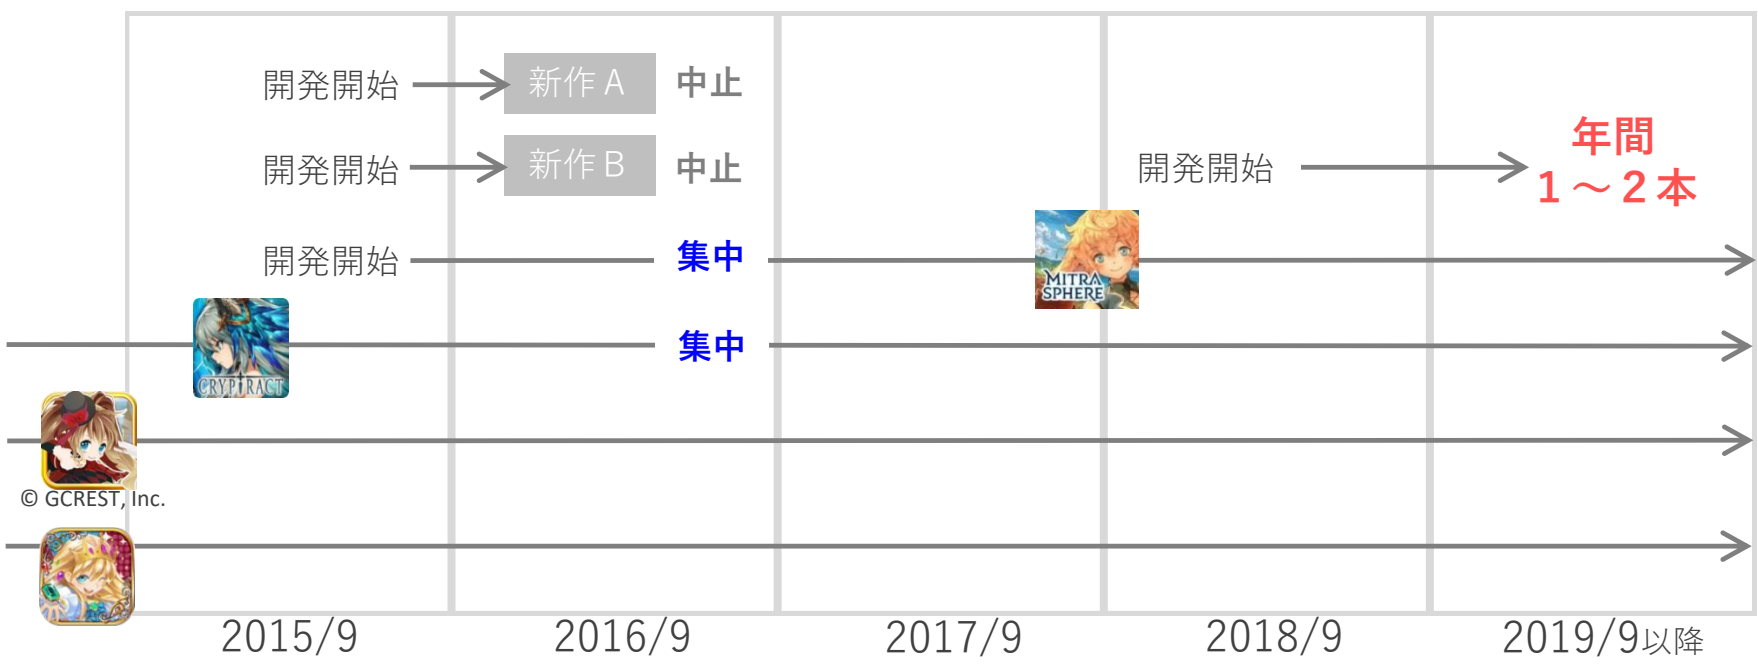 開発開始 新作A 中止
開発開始 新作B 中止 開発開始 年間
1～2本
開発開始 集中 MITRA
SPHERE
集中
CRYPTRACT
© GCREST, Inc.
2015/9 2016/9 2017/9 2018/9 2019/9以降